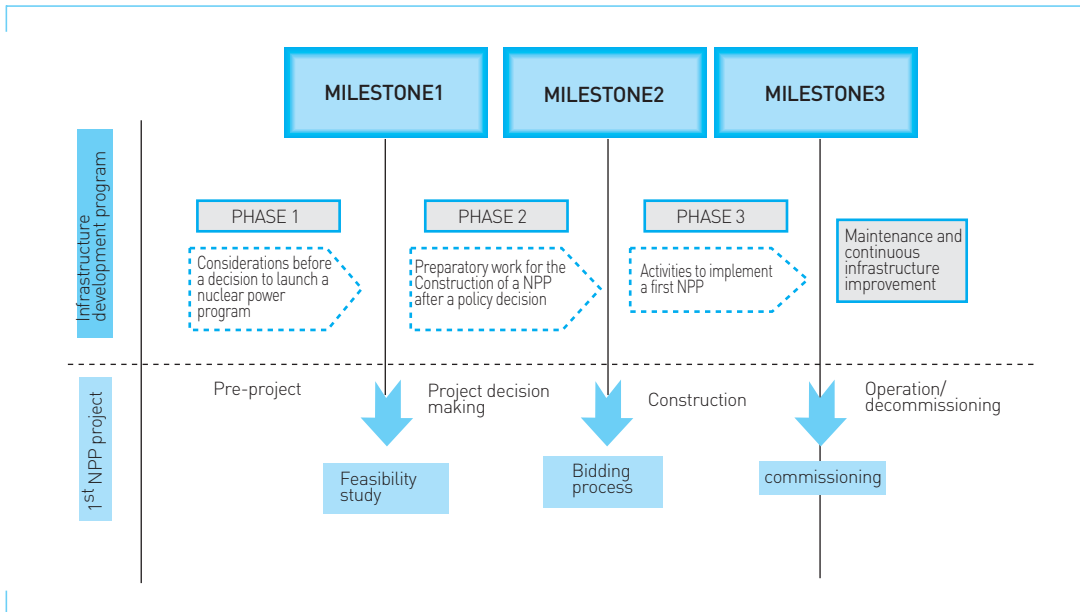 MILESTONE1
MILESTONE2
MILESTONE3
Infrastructure
development program
PHASE 1
PHASE 2
PHASE 3
Considerations before
a decision to launch a
nuclear power
program
Preparatory work for the
Construction of a NPP
after a policy decision
Activities to implement
a first NPP
Maintenance and
continuous
infrastructure
improvement
1st NPP project
Pre-project
Project decision
making
Construction
Operation/
decommissioning
Feasibility
study
Bidding
process
commissioning